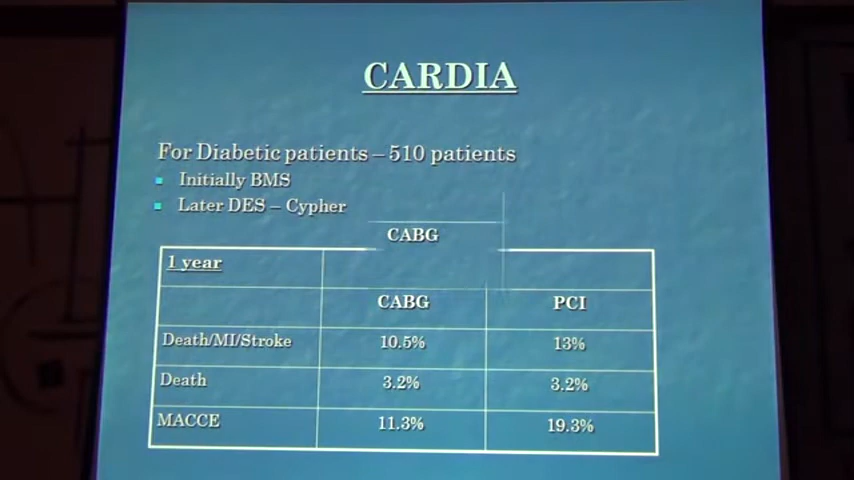 CARDIA
For Diabetic patients – 510 patients
Initially BMS
Later DES – Cypher
CABG
1 year
CABG PCI
Death/MI/Stroke 10.5% 13%
Death 3.2% 3.2%
MACCE 11.3% 19.3%